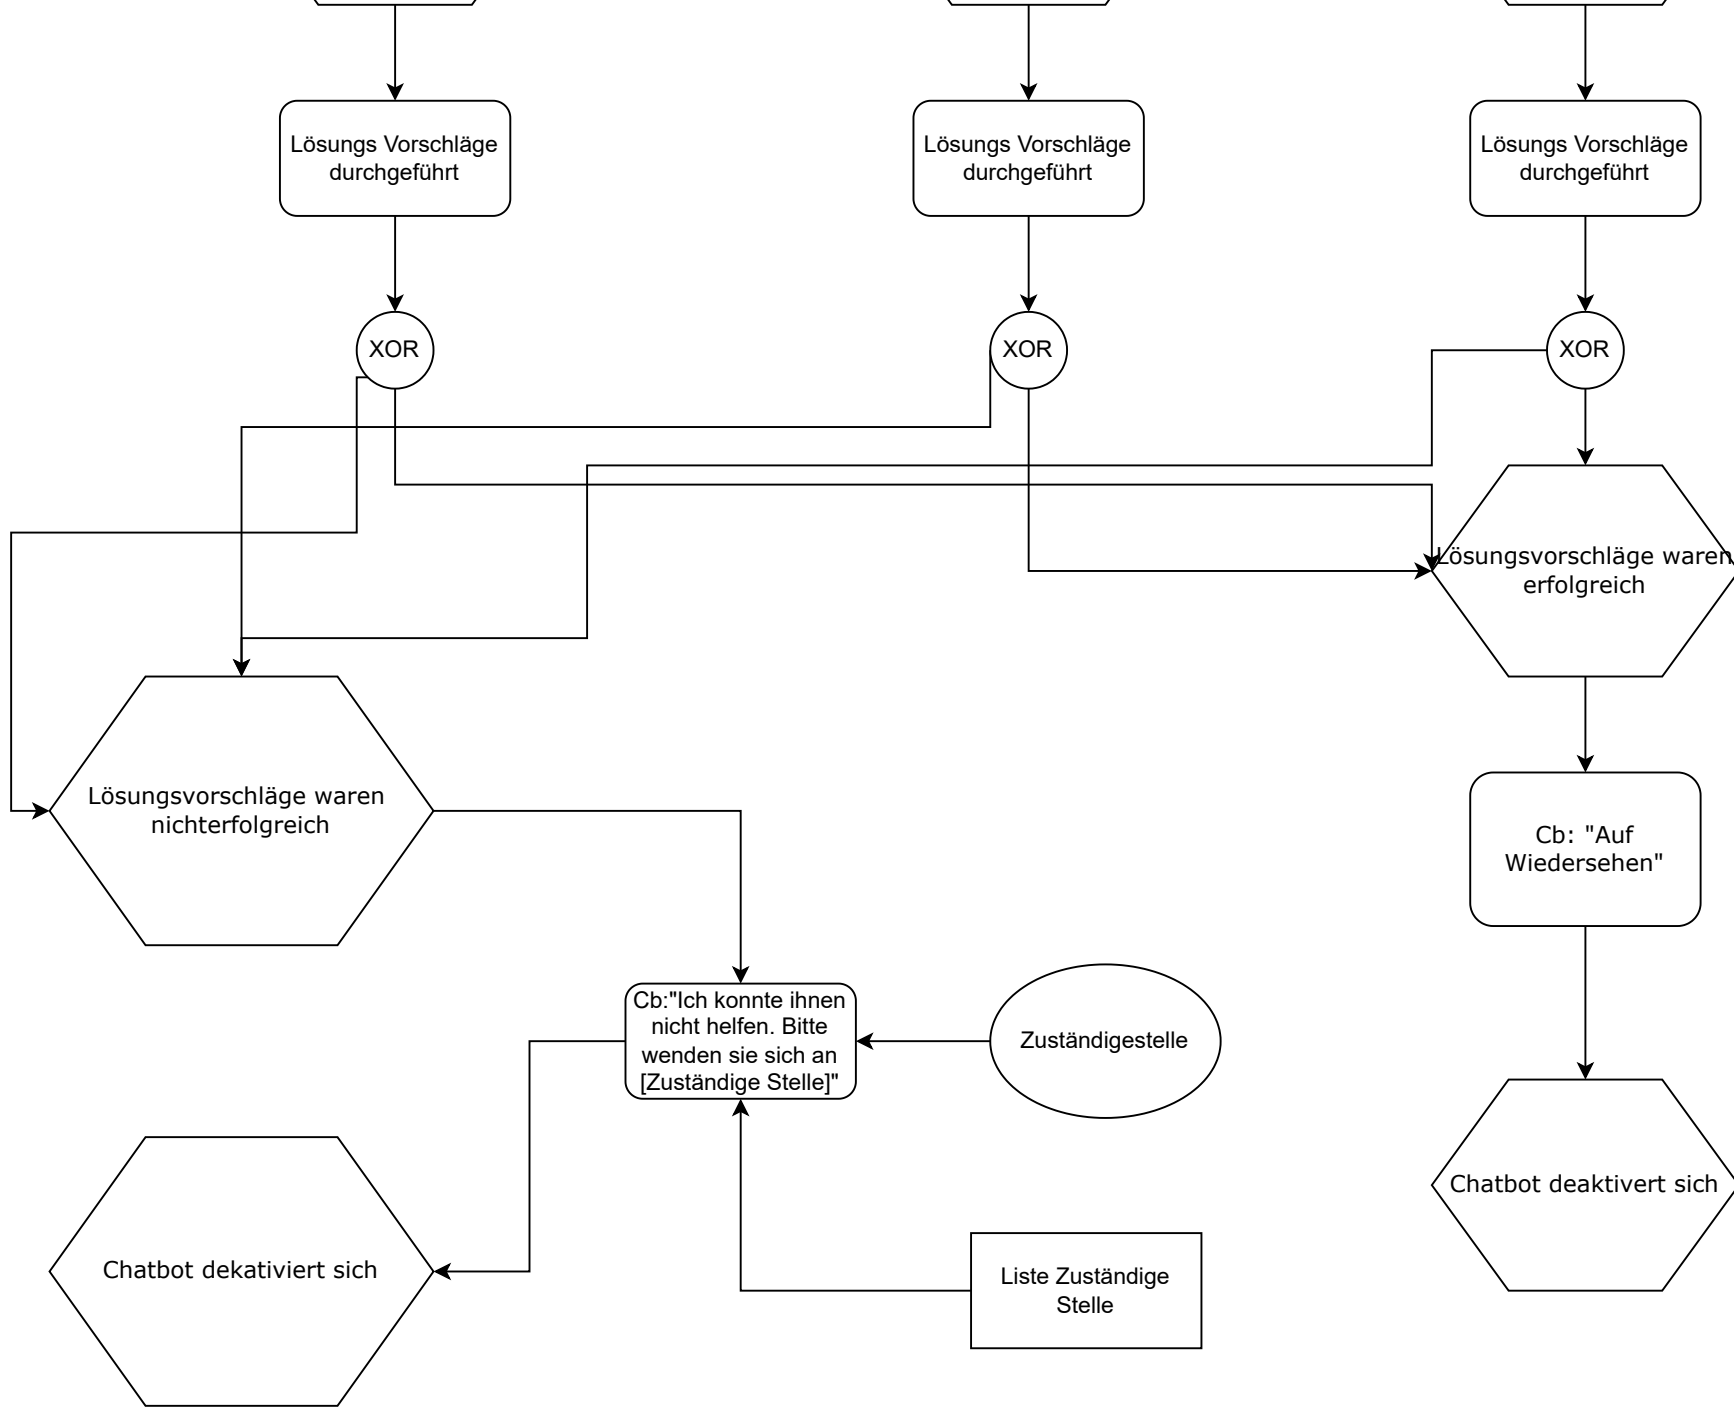 Lösungs Vorschläge
durchgeführt
Lösungs Vorschläge
durchgeführt
Lösungs Vorschläge
durchgeführt
XOR
XOR
XOR
Lösungsvorschläge waren
erfolgreich
Lösungsvorschläge waren
nichterfolgreich
Cb: "Auf
Wiedersehen"
Cb:"Ich konnte ihnen
nicht helfen. Bitte
wenden sie sich an
[Zuständige Stelle]"
Zuständigestelle
Chatbot deaktivert sich
Chatbot dekativiert sich
Liste Zuständige
Stelle